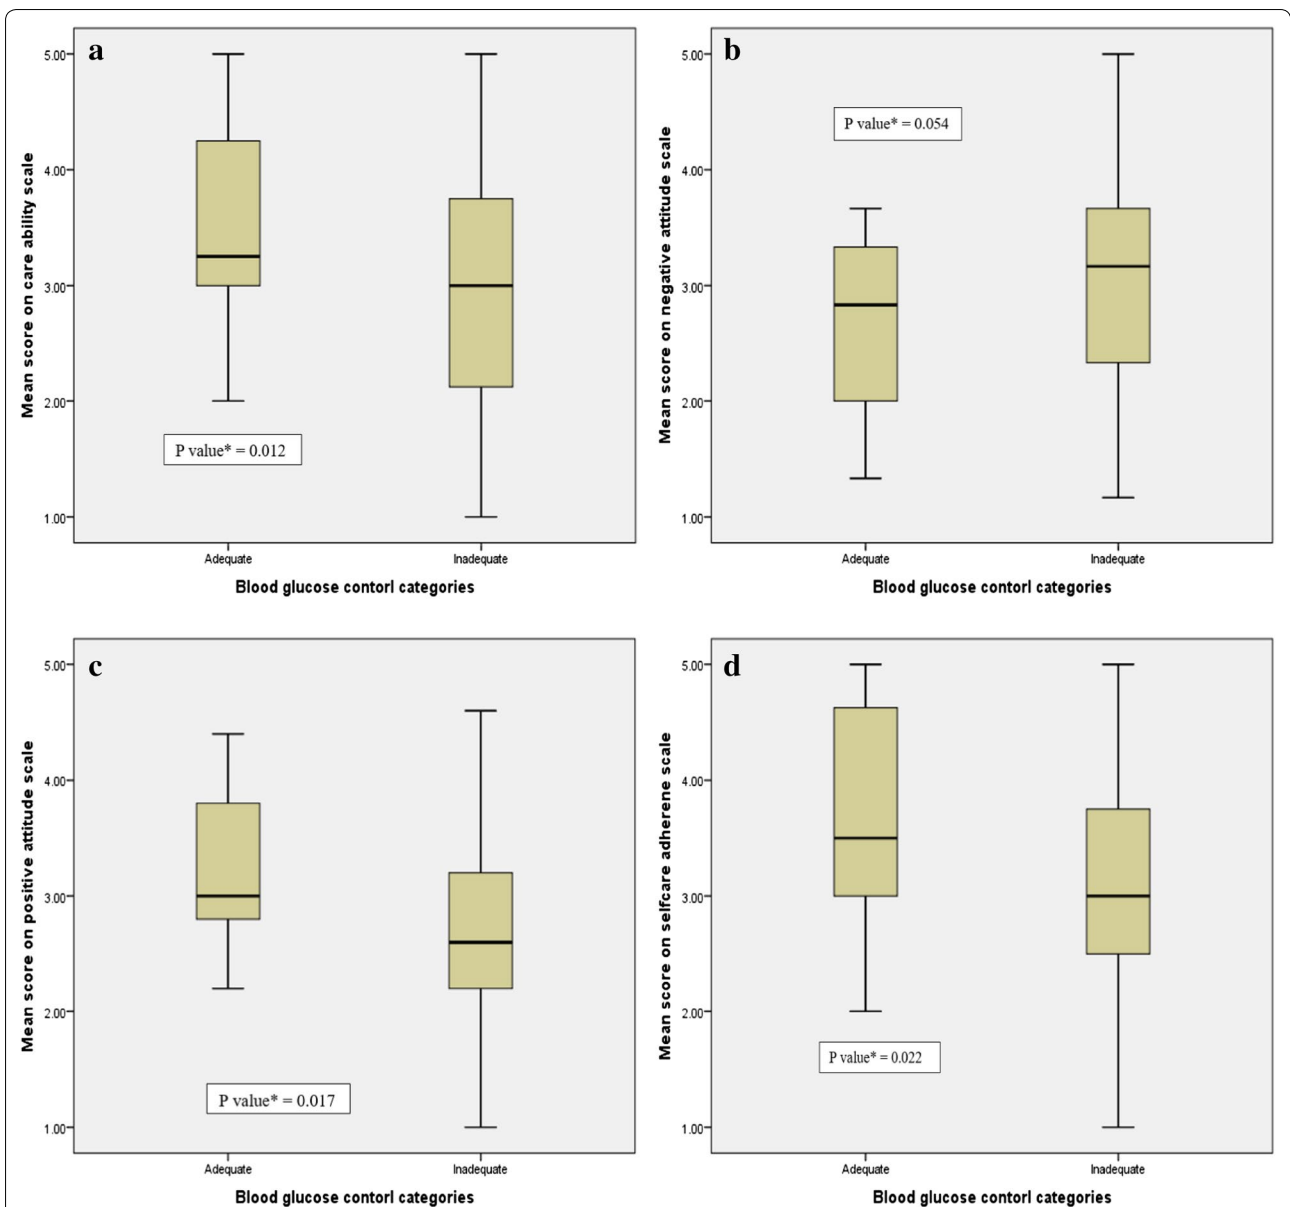 a
Mean score on care ability scale
5.00
4.00
3.00
2.00
1.00
P value* = 0.012
Adequate
Inadequate
Blood glucose contorl categories
b
Mean score on negative attitude scale
5.00
4.00
3.00
2.00
1.00
P value* = 0.054
Adequate
Inadequate
Blood glucose contorl categories
c
Mean score on positive attitude scale
5.00
4.00
3.00
2.00
1.00
P value* = 0.017
Adequate
Inadequate
Blood glucose contorl categories
d
Mean score on selfcare adherene scale
5.00
4.00
3.00
2.00
1.00
P value* = 0.022
Adequate
Inadequate
Blood glucose contorl categories